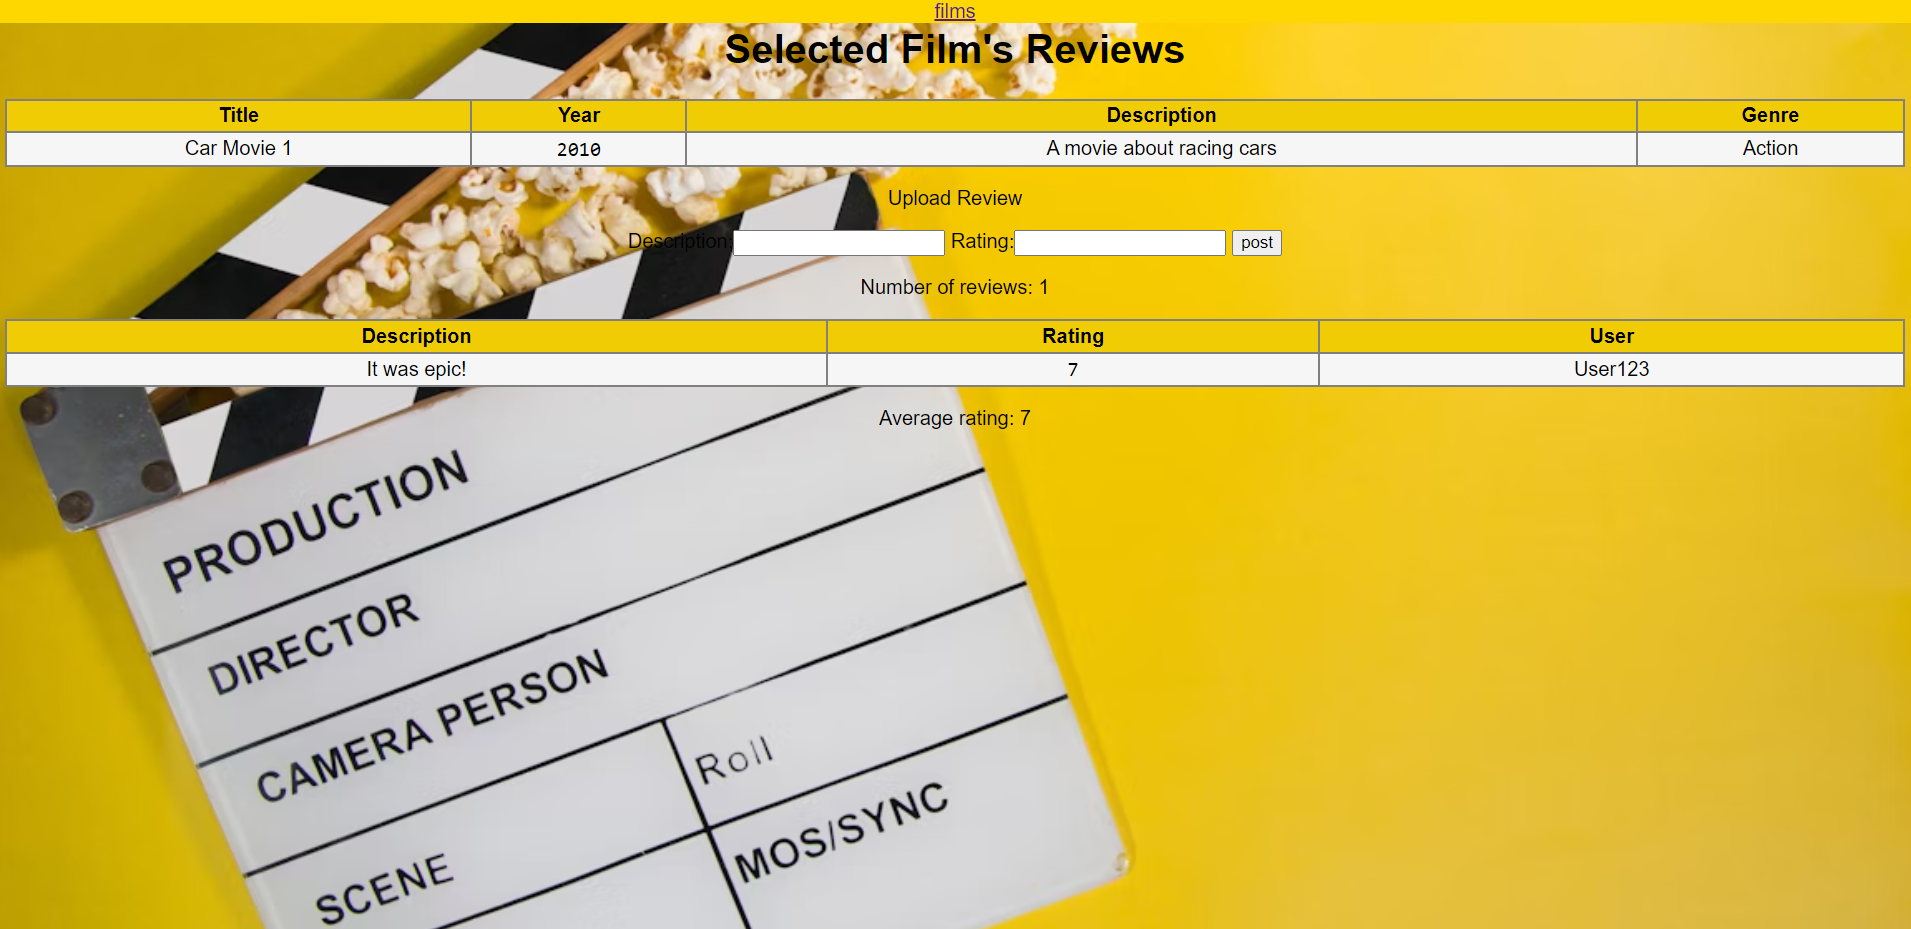 films
Selected Film's Reviews
Title Year Description Genre
Car Movie 1 2010 A movie about racing cars Action
Upload Review
Description: Rating: post
Number of reviews: 1
Description Rating User
It was epic! 7 User123
Average rating: 7
PRODUCTION
DIRECTOR
CAMERA PERSON
Roll
SCENE
MOS/SYNC